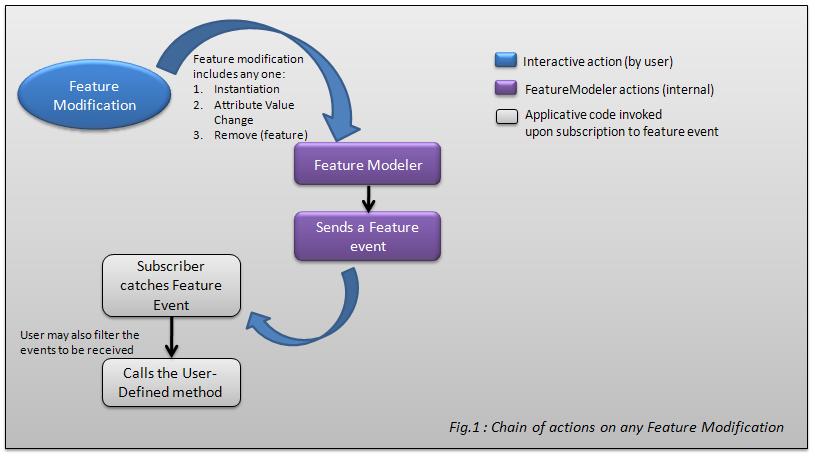 Feature
Modification
Feature modification
includes any one:
1. Instantiation
2. Attribute Value
Change
3. Remove (feature)
Interactive action (by user)
FeatureModeler actions (internal)
Applicative code invoked
upon subscription to feature event
Feature Modeler
Sends a Feature
event
Subscriber
catches Feature
Event
User may also filter the
events to be received
Calls the User-
Defined method
Fig.1 : Chain of actions on any Feature Modification